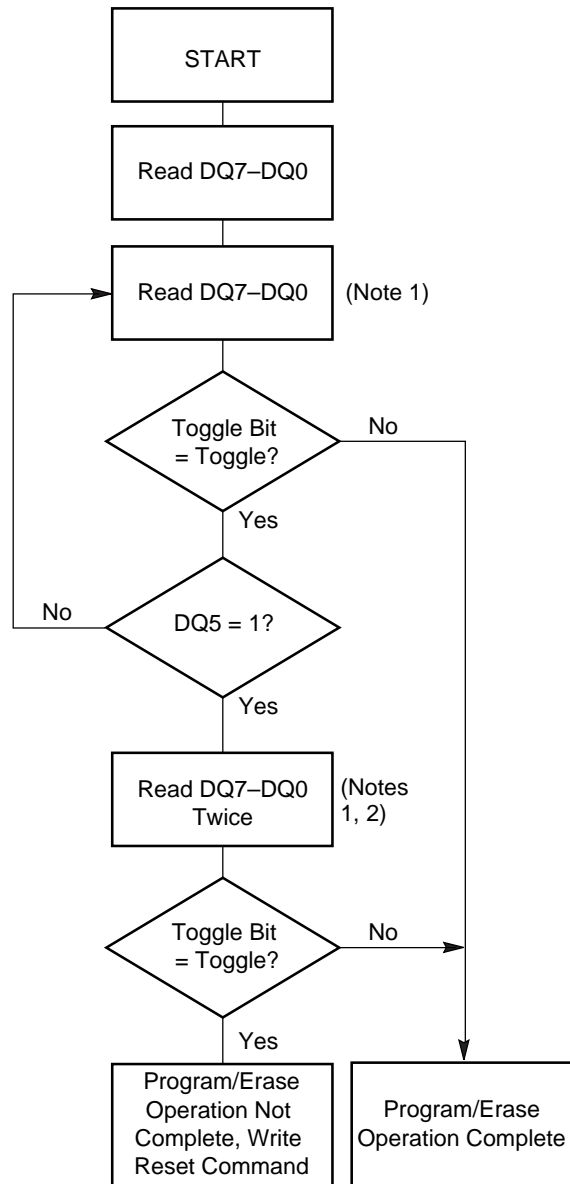 START
Read DQ7–DQ0
Read DQ7–DQ0
(Note 1)
Toggle Bit
= Toggle?
No
Yes
No
DQ5 = 1?
Yes
Read DQ7–DQ0
Twice
(Notes
1, 2)
Toggle Bit
= Toggle?
No
Yes
Program/Erase
Operation Not
Complete, Write
Reset Command
Program/Erase
Operation Complete